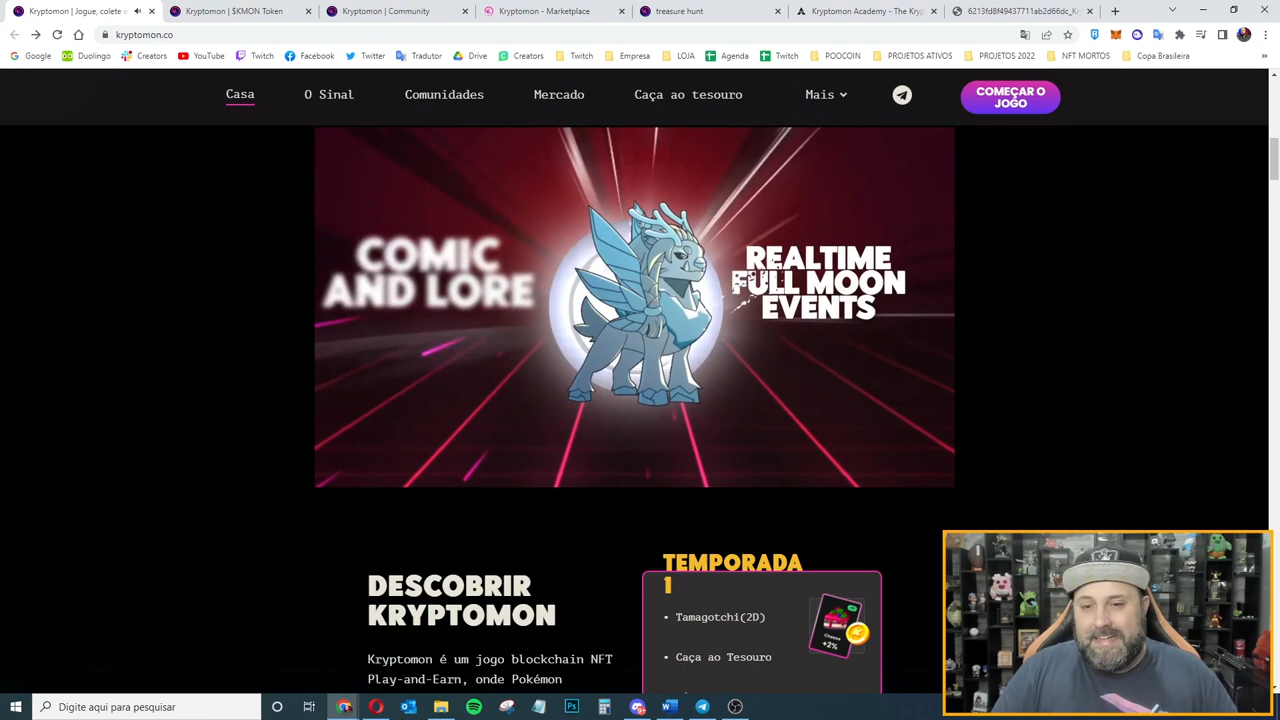 Kryptomon | Jogue, colete e
Kryptomon | $KMON Token
Kryptomon | Community
Kryptomon - Marketplace
treasure hunt
Kryptomon Academy - The Kryp
6213fd8f49437711ab2d66cf_K
kryptomon.co
Google
Duolingo
Creators
YouTube
Twitch
Facebook
Twitter
Tradutor
Drive
Creators
Twitch
Empresa
LOJA
Agenda
Twitch
POOCOIN
PROJETOS ATIVOS
PROJETOS 2022
NFT MORTOS
Copa Brasileira
Casa
O Sinal
Comunidades
Mercado
Caça ao tesouro
Mais
COMEÇAR O
JOGO
COMIC
AND LORE
REALTIME
FULL MOON
EVENTS
DESCOBRIR
KRYPTOMON
Kryptomon é um jogo blockchain NFT
Play-and-Earn, onde Pokémon
TEMPORADA
1
• Tamagotchi(2D)
• Caça ao Tesouro
+2%
Digite aqui para pesquisar